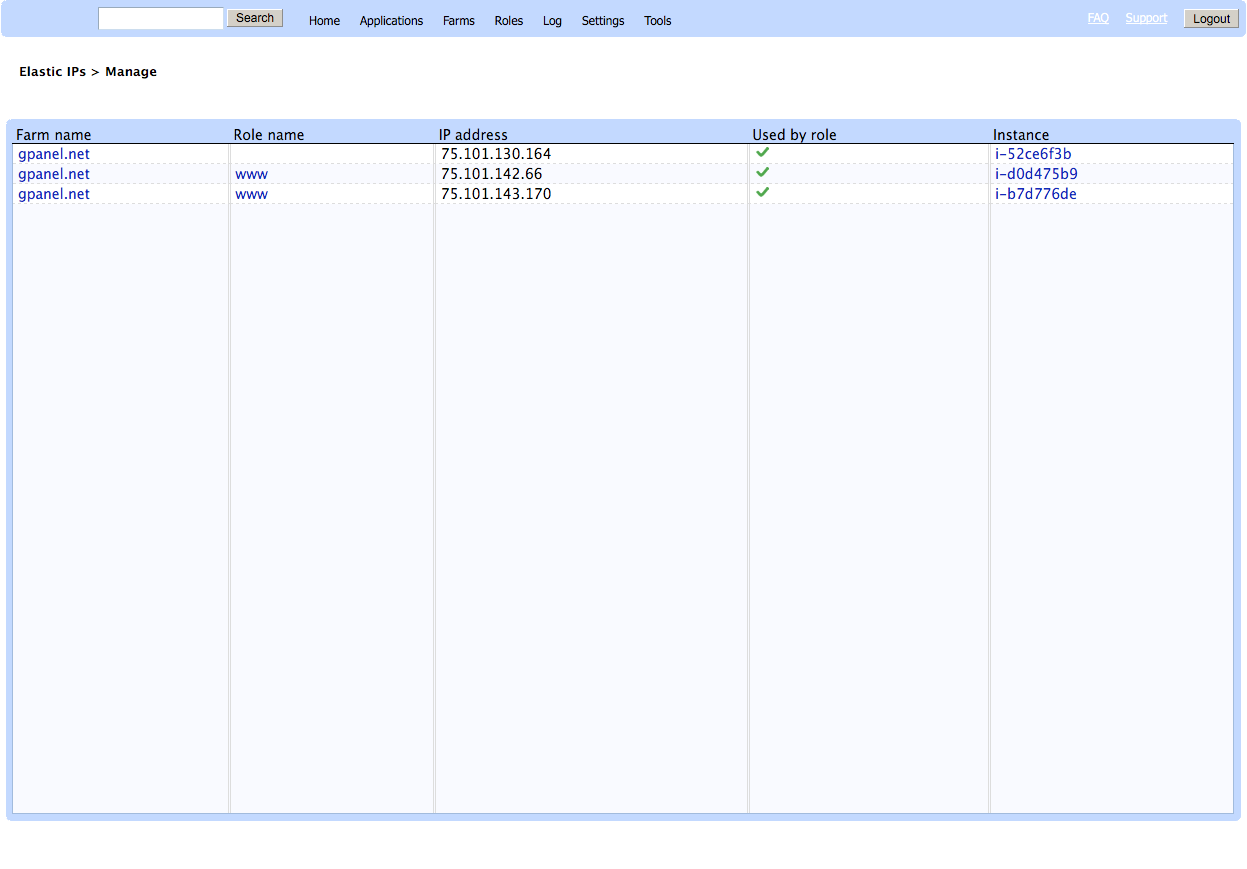 Search Home Applications Farms Roles Log Settings Tools FAQ Support Logout
Elastic IPs > Manage
Farm name Role name IP address Used by role Instance
gpanel.net 75.101.130.164 i-52ce6f3b
gpanel.net www 75.101.142.66 i-d0d475b9
gpanel.net www 75.101.143.170 i-b7d776de